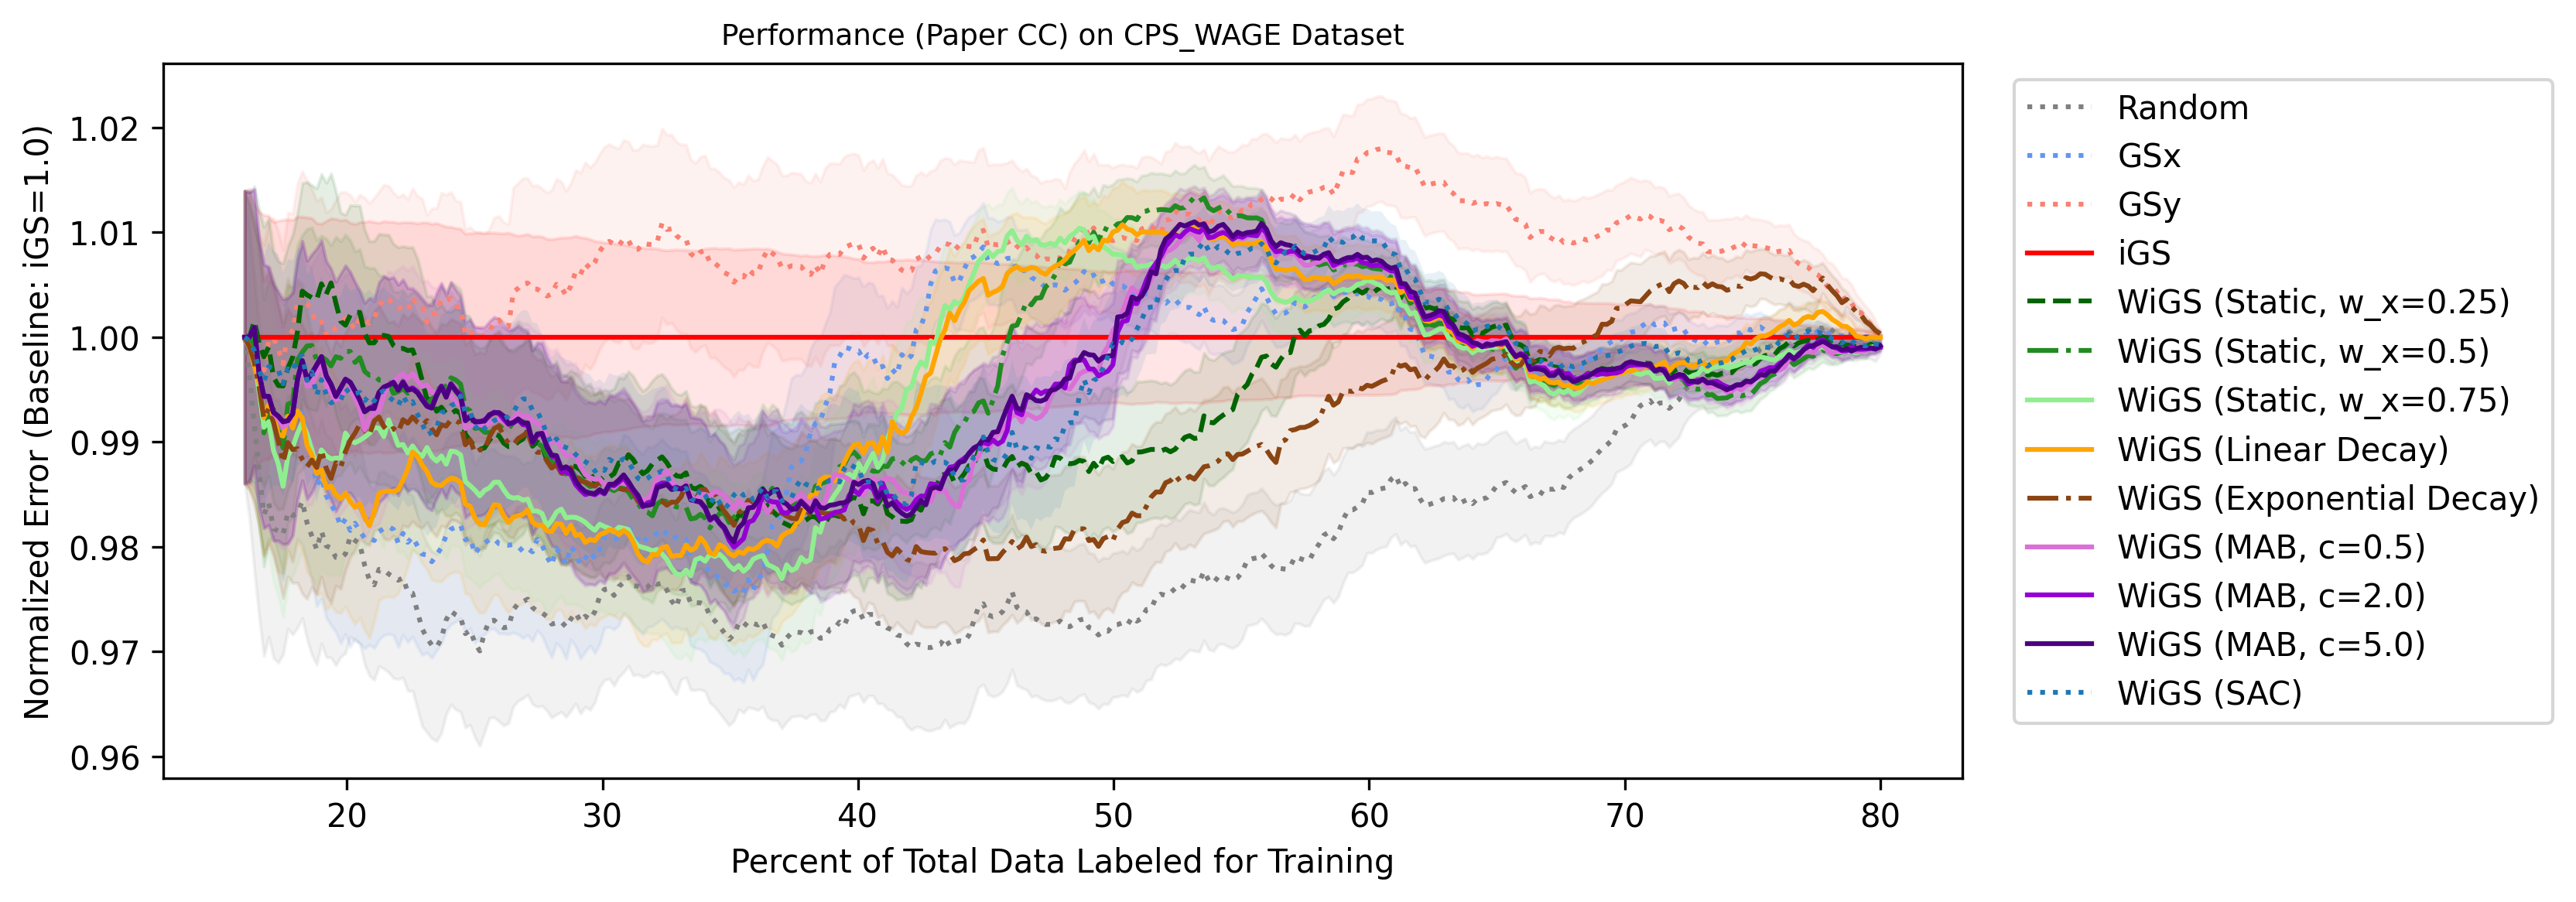 Performance (Paper CC) on CPS_WAGE Dataset
Normalized Error (Baseline: iGS=1.0)
1.02
1.01
1.00
0.99
0.98
0.97
0.96
20 30 40 50 60 70 80
Percent of Total Data Labeled for Training
Random
GSx
GSy
iGS
WiGS (Static, w_x=0.25)
WiGS (Static, w_x=0.5)
WiGS (Static, w_x=0.75)
WiGS (Linear Decay)
WiGS (Exponential Decay)
WiGS (MAB, c=0.5)
WiGS (MAB, c=2.0)
WiGS (MAB, c=5.0)
WiGS (SAC)